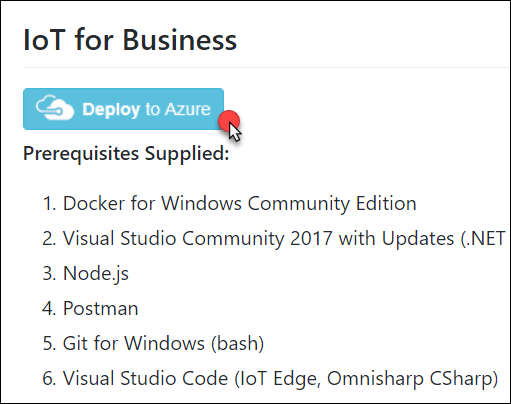 IoT for Business
Deploy to Azure
Prerequisites Supplied:
1. Docker for Windows Community Edition
2. Visual Studio Community 2017 with Updates (.NET
3. Node.js
4. Postman
5. Git for Windows (bash)
6. Visual Studio Code (IoT Edge, Omnisharp CSharp)